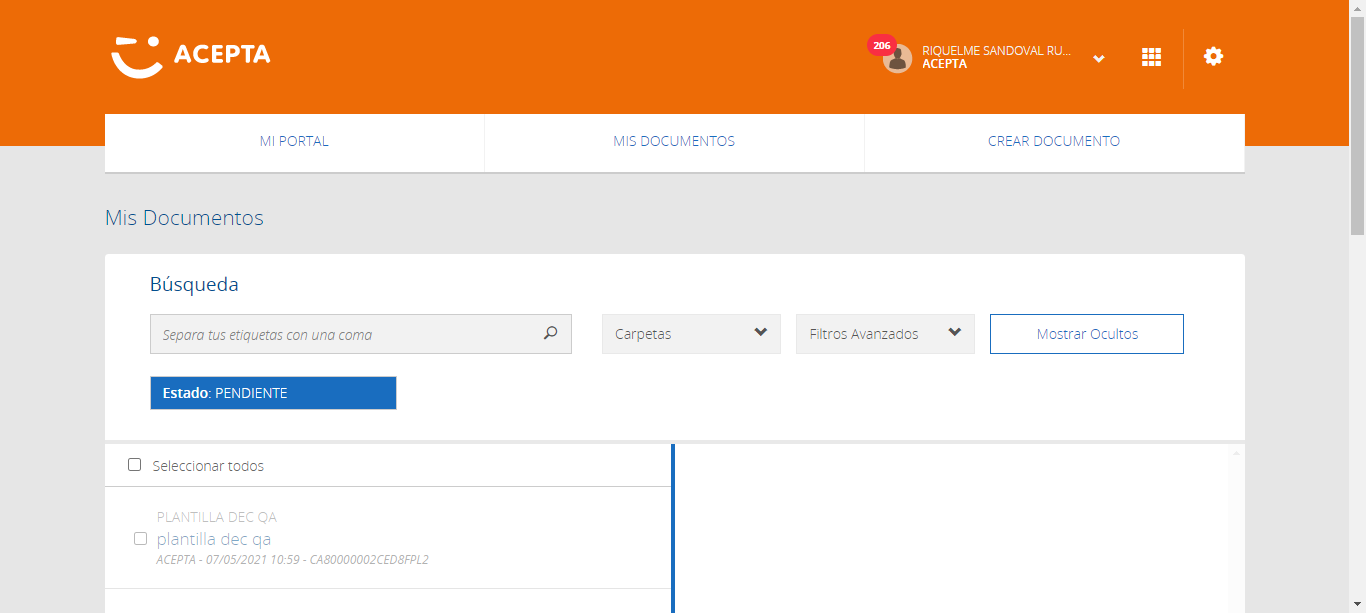 ACEPTA
206
RIQUELME SANDOVAL RU...
ACEPTA
MI PORTAL
MIS DOCUMENTOS
CREAR DOCUMENTO
Mis Documentos
Búsqueda
Separa tus etiquetas con una coma
Carpetas
Filtros Avanzados
Mostrar Ocultos
Estado: PENDIENTE
Seleccionar todos
PLANTILLA DEC QA
plantilla dec qa
ACEPTA - 07/05/2021 10:59 - CA80000002CED8FPL2